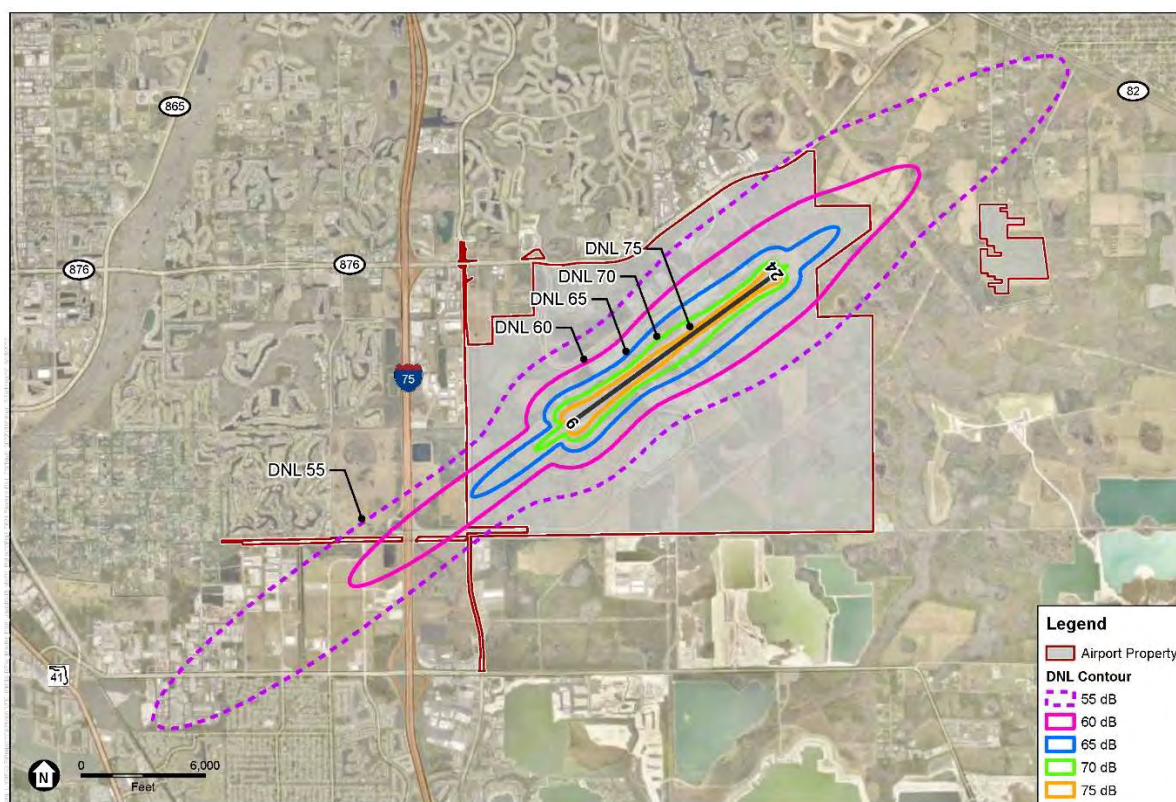 865
82
876
876
DNL 75
DNL 70
DNL 65
DNL 60
24
6
75
DNL 55
41
N
0
6,000
Feet
Legend
Airport Property
DNL Contour
55 dB
60 dB
65 dB
70 dB
75 dB